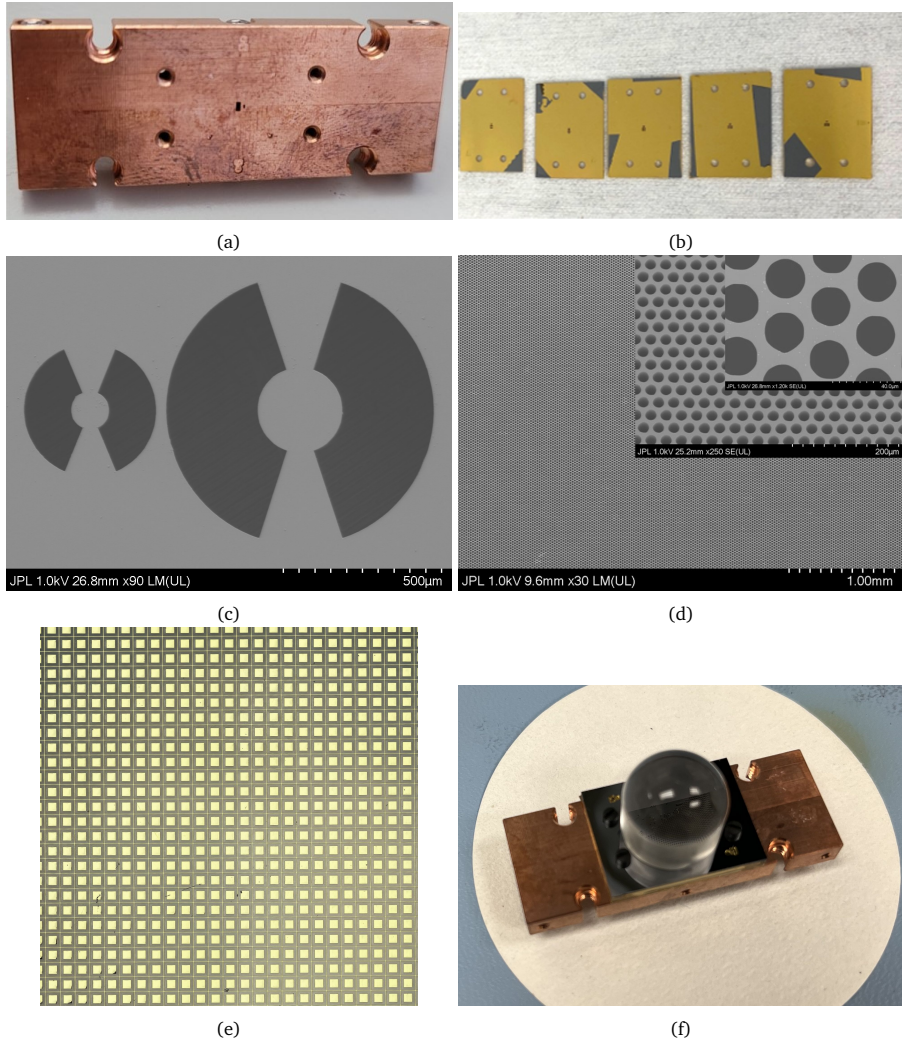 (a)
(b)
(c)
JPL 1.0kV 26.8mm x90 LM(UL)
500µm
JPL 1.0kV 26.8mm x1.20k SE(UL)
40.0µm
JPL 1.0kV 25.2mm x250 SE(UL)
200µm
JPL 1.0kV 9.6mm x30 LM(UL)
1.00mm
(d)
(e)
(f)